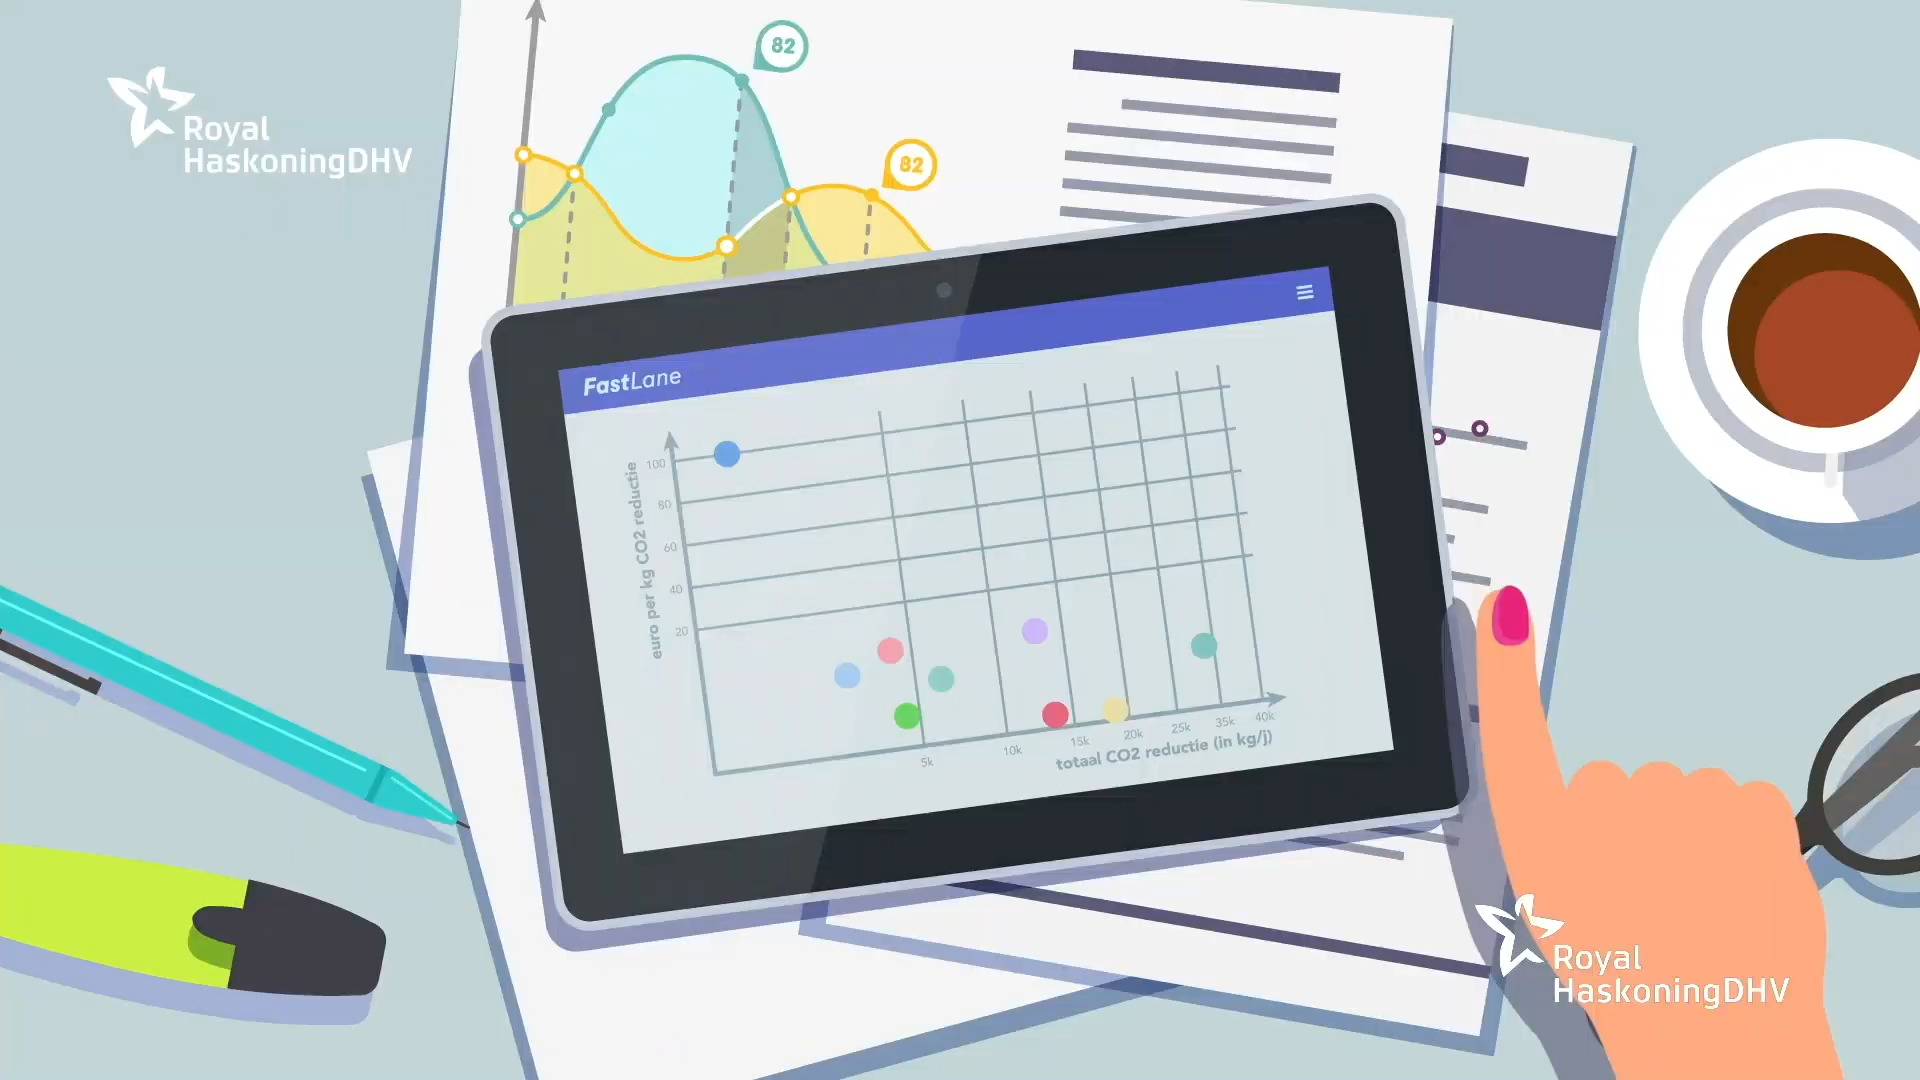 82
Royal
HaskoningDHV
82
FastLane
euro per kg CO2 reductie
100
80
60
40
20
5k
10k
15k
20k
25k
35k
40k
totaal CO2 reductie (in kg/j)
Royal
HaskoningDHV